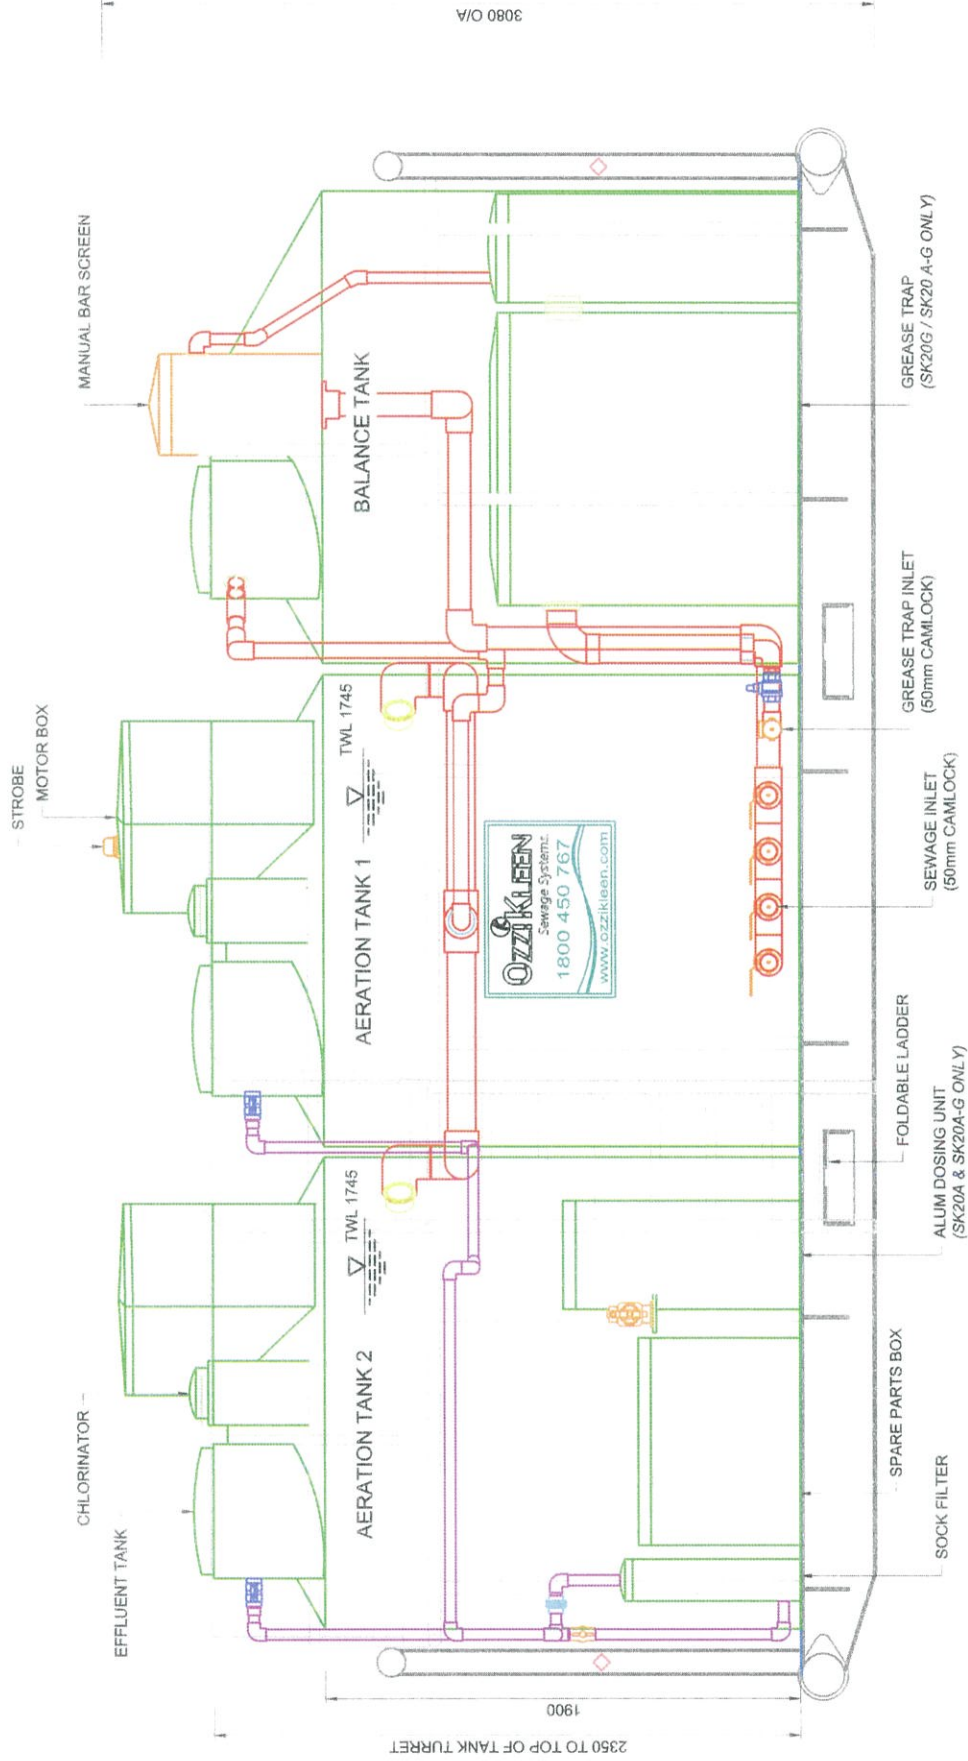 STROBE
MOTOR BOX
MANUAL BAR SCREEN
CHLORINATOR
EFFLUENT TANK
AERATION TANK 2
TWL 1745
AERATION TANK 1
TWL 1745
BALANCE TANK
OZZI KLEEN
Sewage Systems
1800 450 767
www.ozzikleen.com
2350 TO TOP OF TANK TURRET
1900
3080 O/A
SOCK FILTER
SPARE PARTS BOX
ALUM DOSING UNIT
(SK20A & SK20A-G ONLY)
FOLDABLE LADDER
SEWAGE INLET
(50mm CAMLOCK)
GREASE TRAP INLET
(50mm CAMLOCK)
GREASE TRAP
(SK20G / SK20 A-G ONLY)